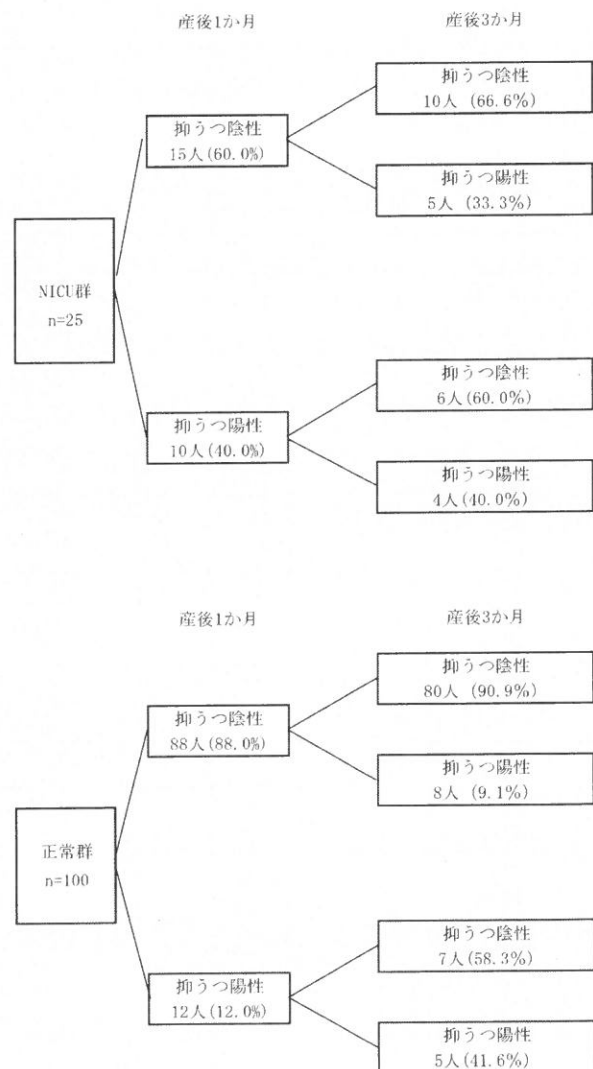 産後1か月
産後3か月
抑うつ陰性
10人 (66.6%)
抑うつ陰性
15人(60.0%)
抑うつ陽性
5人 (33.3%)
NICU群
n=25
抑うつ陰性
6人(60.0%)
抑うつ陽性
10人(40.0%)
抑うつ陽性
4人(40.0%)
産後1か月
産後3か月
抑うつ陰性
80人 (90.9%)
抑うつ陰性
88人(88.0%)
抑うつ陽性
8人 (9.1%)
正常群
n=100
抑うつ陰性
7人(58.3%)
抑うつ陽性
12人(12.0%)
抑うつ陽性
5人(41.6%)